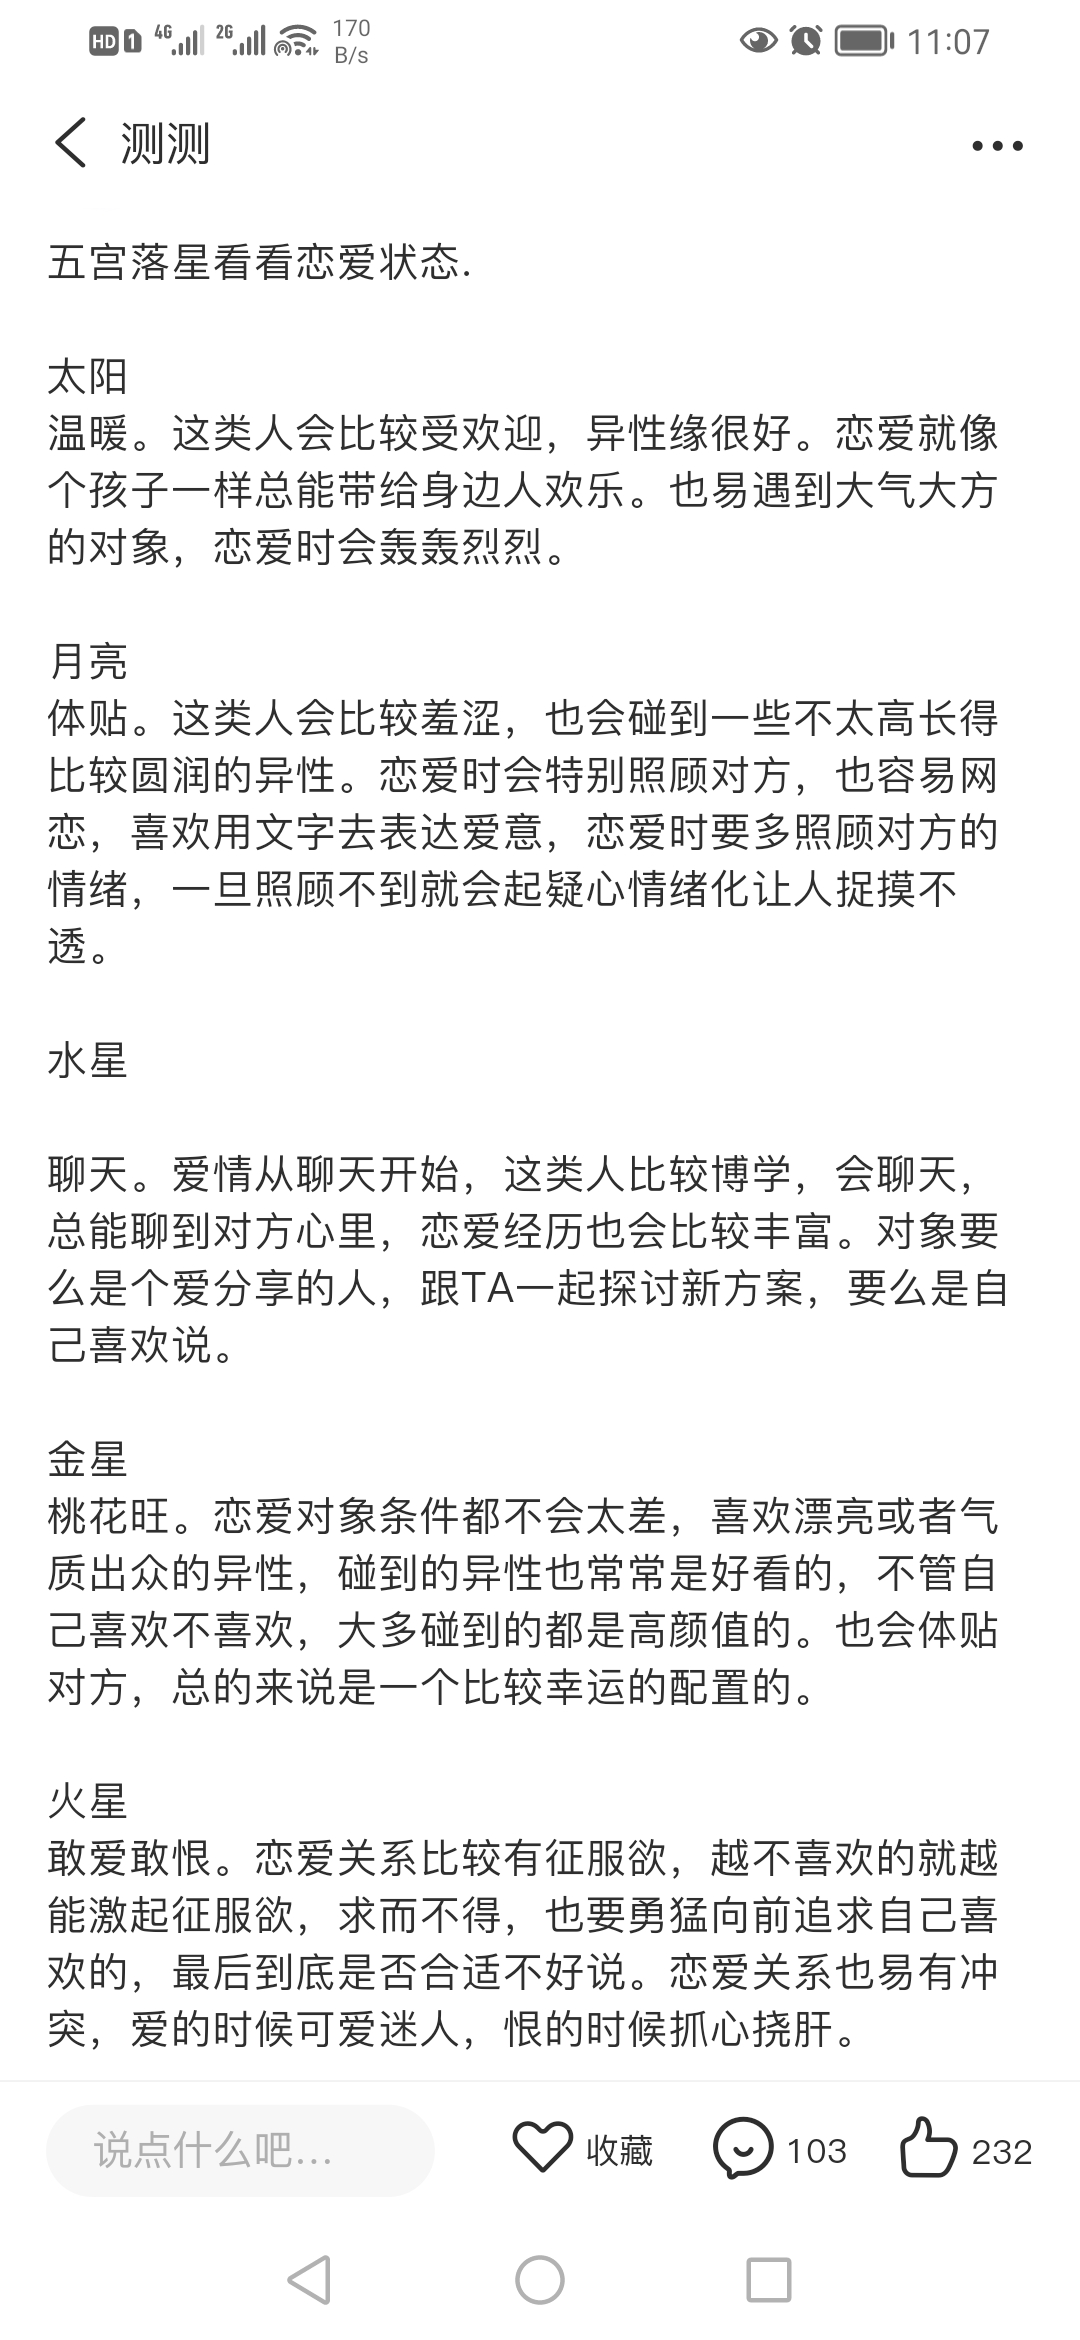 HD 1 4G 2G 170 B/s 11:07
测测
五宫落星看看恋爱状态.
太阳
温暖。这类人会比较受欢迎，异性缘很好。恋爱就像
个孩子一样总能带给身边人欢乐。也易遇到大气大方
的对象，恋爱时会轰轰烈烈。
月亮
体贴。这类人会比较羞涩，也会碰到一些不太高长得
比较圆润的异性。恋爱时会特别照顾对方，也容易网
恋，喜欢用文字去表达爱意，恋爱时要多照顾对方的
情绪，一旦照顾不到就会起疑心情绪化让人捉摸不
透。
水星
聊天。爱情从聊天开始，这类人比较博学，会聊天，
总能聊到对方心里，恋爱经历也会比较丰富。对象要
么是个爱分享的人，跟TA一起探讨新方案，要么是自
己喜欢说。
金星
桃花旺。恋爱对象条件都不会太差，喜欢漂亮或者气
质出众的异性，碰到的异性也常常是好看的，不管自
己喜欢不喜欢，大多碰到的都是高颜值的。也会体贴
对方，总的来说是一个比较幸运的配置的。
火星
敢爱敢恨。恋爱关系比较有征服欲，越不喜欢的就越
能激起征服欲，求而不得，也要勇猛向前追求自己喜
欢的，最后到底是否合适不好说。恋爱关系也易有冲
突，爱的时候可爱迷人，恨的时候抓心挠肝。
说点什么吧... 收藏 103 232